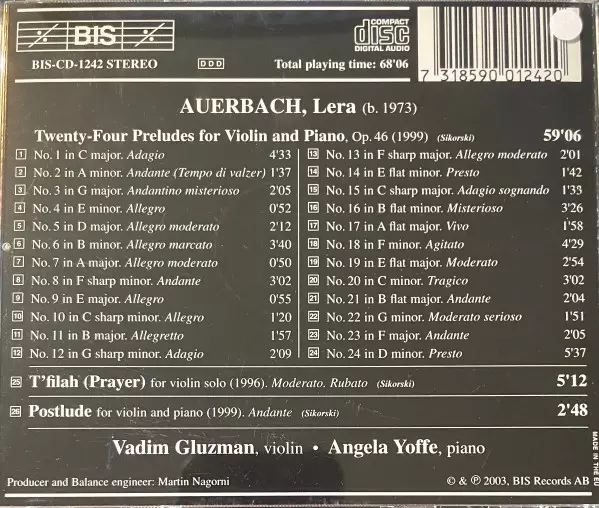 BIS
COMPACT
disc
DIGITAL AUDIO
BIS-CD-1242 STEREO
DDD
Total playing time: 68'06
7 318590 012420
AUERBACH, Lera (b. 1973)
Twenty-Four Preludes for Violin and Piano, Op. 46 (1999) (Sikorski) 59'06
1 No. 1 in C major. Adagio 4'33
2 No. 2 in A minor. Andante (Tempo di valzer) 1'37
3 No. 3 in G major. Andantino misterioso 2'05
4 No. 4 in E minor. Allegro 0'52
5 No. 5 in D major. Allegro moderato 2'12
6 No. 6 in B minor. Allegro marcato 3'40
7 No. 7 in A major. Allegro moderato 0'50
8 No. 8 in F sharp minor. Andante 3'02
9 No. 9 in E major. Allegro 0'55
10 No. 10 in C sharp minor. Allegro 1'20
11 No. 11 in B major. Allegretto 1'57
12 No. 12 in G sharp minor. Adagio 2'09
13 No. 13 in F sharp major. Allegro moderato 2'01
14 No. 14 in E flat minor. Presto 1'42
15 No. 15 in C sharp major. Adagio sognando 1'33
16 No. 16 in B flat minor. Misterioso 3'26
17 No. 17 in A flat major. Vivo 1'58
18 No. 18 in F minor. Agitato 4'29
19 No. 19 in E flat major. Moderato 2'54
20 No. 20 in C minor. Tragico 3'02
21 No. 21 in B flat major. Andante 2'04
22 No. 22 in G minor. Moderato serioso 1'51
23 No. 23 in F major. Andante 2'05
24 No. 24 in D minor. Presto 5'37
25 T'filah (Prayer) for violin solo (1996). Moderato. Rubato (Sikorski) 5'12
26 Postlude for violin and piano (1999). Andante (Sikorski) 2'48
Vadim Gluzman, violin • Angela Yoffe, piano
Producer and Balance engineer: Martin Nagorni
© & ℗ 2003, BIS Records AB
MADE IN THE EU